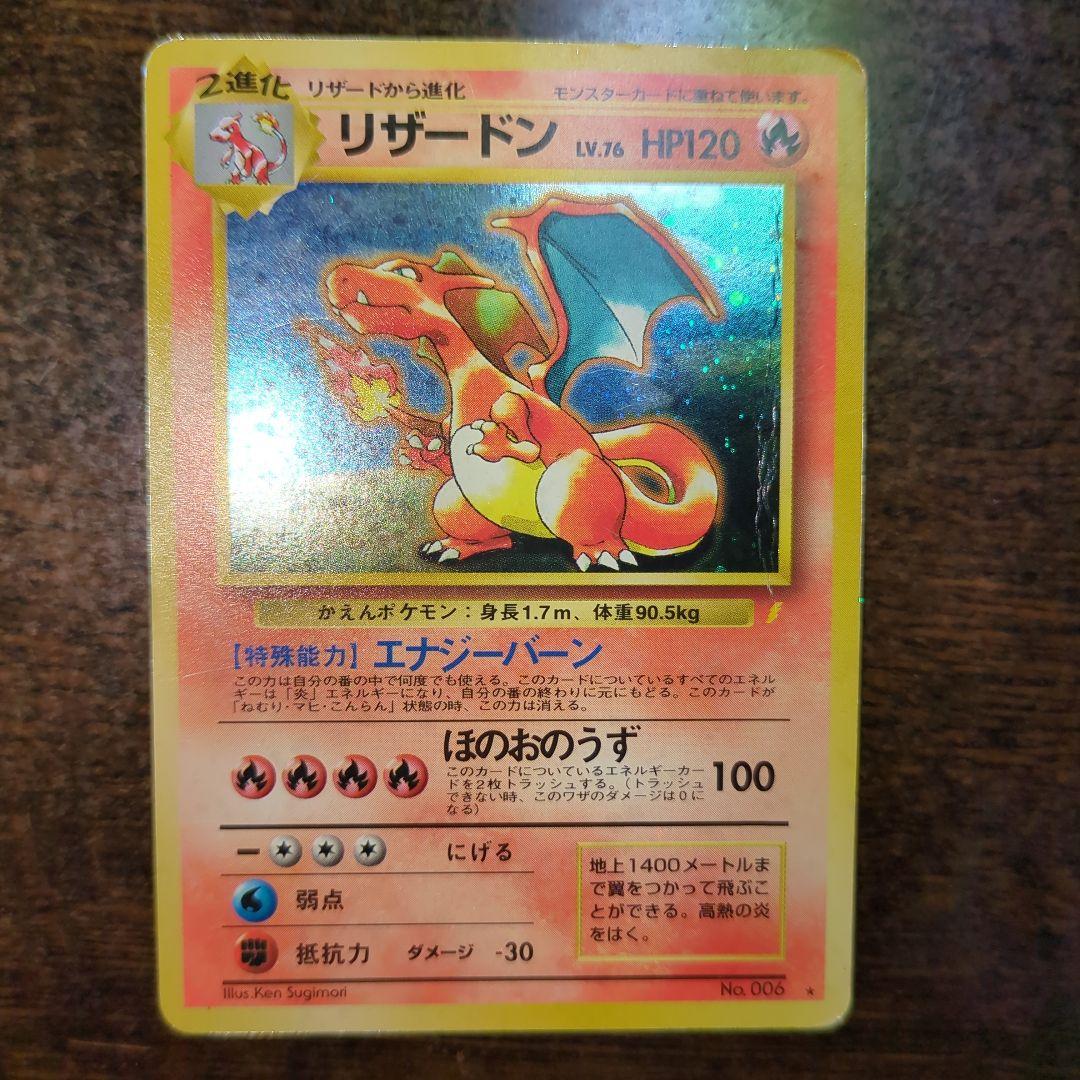 2進化
リザードから進化
モンスターカードに重ねて使います。
リザードン
LV.76
HP120
かえんポケモン：身長1.7m、体重90.5kg
【特殊能力】エナジーバーン
この力は自分の番の中で何度でも使える。このカードについているすべてのエネル
ギーは「炎」エネルギーになり、自分の番の終わりに元にもどる。このカードが
「ねむり・マヒ・こんらん」状態の時、この力は消える。
ほのおのうず
このカードについているエネルギーカー
ドを2枚トラッシュする。（トラッシュ
できない時、このワザのダメージは0に
なる）
100
ー
にげる
弱点
抵抗力 ダメージ -30
地上1400メートルま
で翼をつかって飛ぶこ
とができる。高熱の炎
をはく。
Illus.Ken Sugimori
No. 006 ★